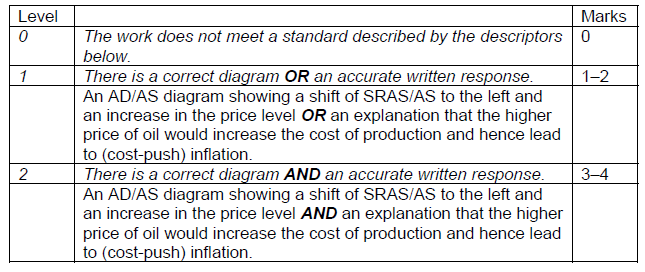 Level Marks
0 The work does not meet a standard described by the descriptors 0
below.
1 There is a correct diagram OR an accurate written response. 1–2
An AD/AS diagram showing a shift of SRAS/AS to the left and
an increase in the price level OR an explanation that the higher
price of oil would increase the cost of production and hence lead
to (cost-push) inflation.
2 There is a correct diagram AND an accurate written response. 3–4
An AD/AS diagram showing a shift of SRAS/AS to the left and
an increase in the price level AND an explanation that the higher
price of oil would increase the cost of production and hence lead
to (cost-push) inflation.